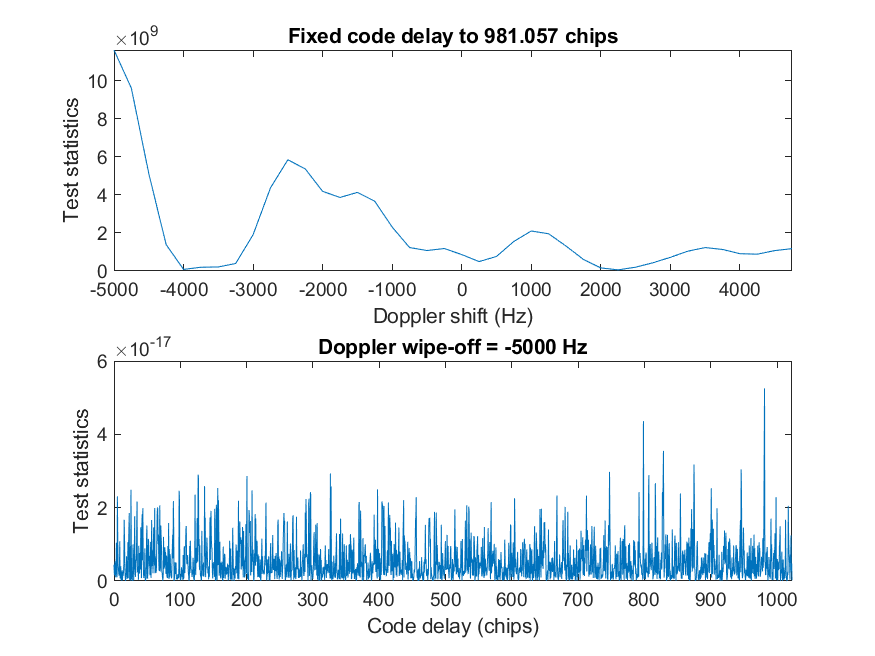 ×10^9
Fixed code delay to 981.057 chips
Test statistics
10
8
6
4
2
0
-5000 -4000 -3000 -2000 -1000 0 1000 2000 3000 4000
Doppler shift (Hz)
×10^-17
Doppler wipe-off = -5000 Hz
Test statistics
6
4
2
0
0 100 200 300 400 500 600 700 800 900 1000
Code delay (chips)